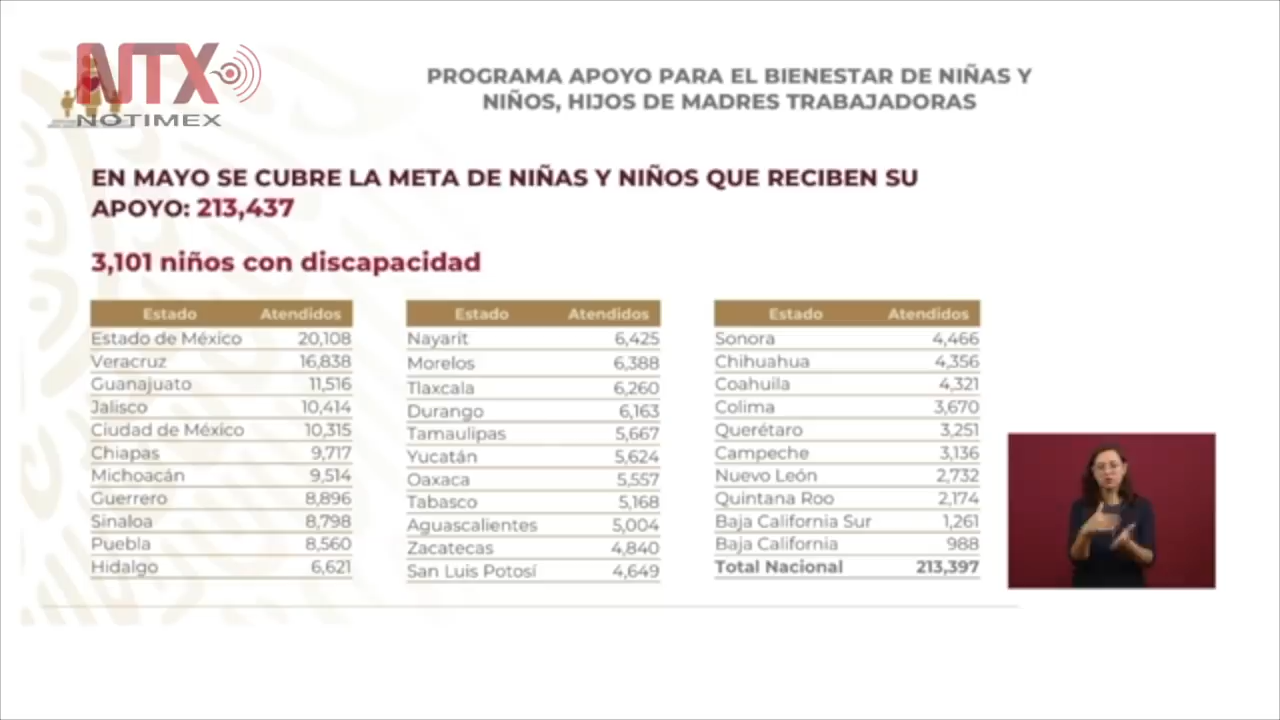 NTX
NOTIMEX
PROGRAMA APOYO PARA EL BIENESTAR DE NIÑAS Y
NIÑOS, HIJOS DE MADRES TRABAJADORAS
EN MAYO SE CUBRE LA META DE NIÑAS Y NIÑOS QUE RECIBEN SU
APOYO: 213,437
3,101 niños con discapacidad
Estado Atendidos
Estado de México 20,108
Veracruz 16,838
Guanajuato 11,516
Jalisco 10,414
Ciudad de México 10,315
Chiapas 9,717
Michoacán 9,514
Guerrero 8,896
Sinaloa 8,798
Puebla 8,560
Hidalgo 6,621
Estado Atendidos
Nayarit 6,425
Morelos 6,388
Tlaxcala 6,260
Durango 6,163
Tamaulipas 5,667
Yucatán 5,624
Oaxaca 5,557
Tabasco 5,168
Aguascalientes 5,004
Zacatecas 4,840
San Luis Potosí 4,649
Estado Atendidos
Sonora 4,466
Chihuahua 4,356
Coahuila 4,321
Colima 3,670
Querétaro 3,251
Campeche 3,136
Nuevo León 2,732
Quintana Roo 2,174
Baja California Sur 1,261
Baja California 988
Total Nacional 213,397